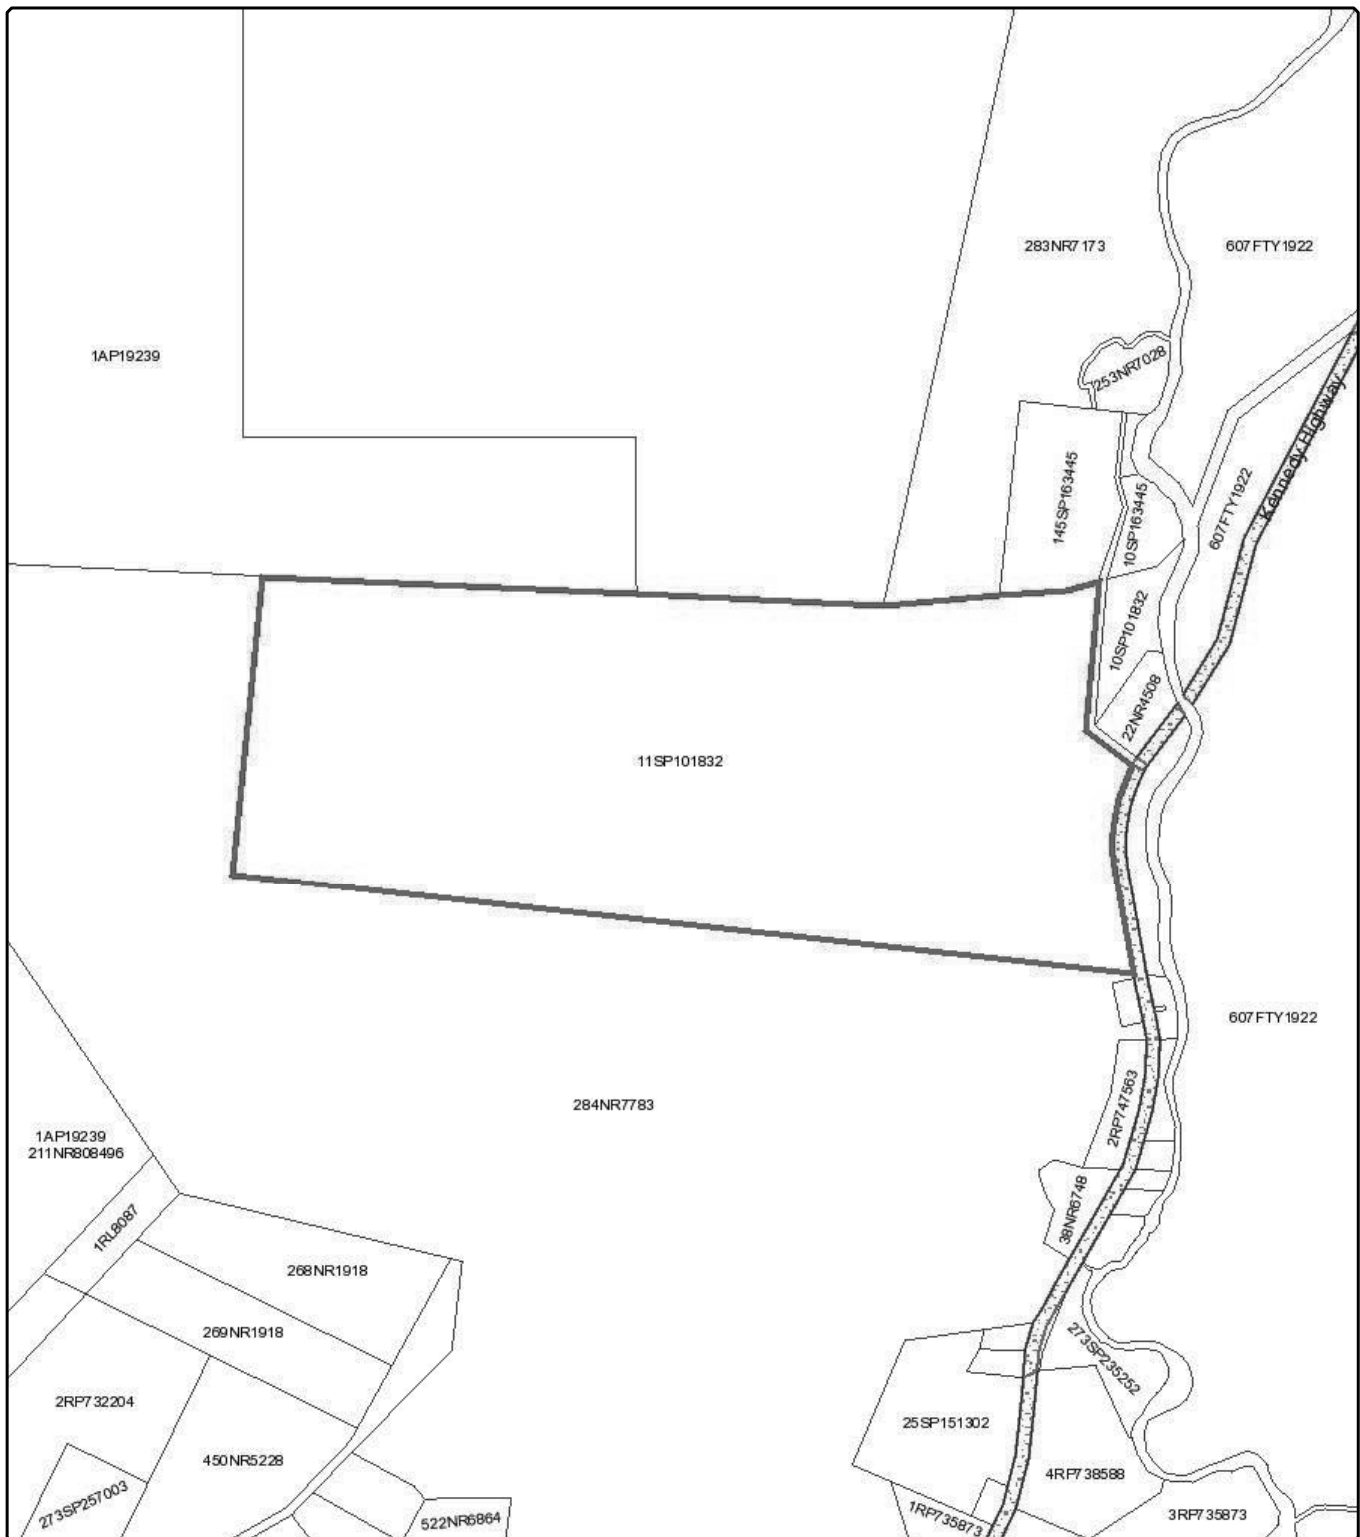 283NR7173
607FTY1922
1AP19239
253NR7028
Kennedy Highway
145SP163445
10SP163445
607FTY1922
10SP101832
22NR4508
11SP101832
607FTY1922
284NR7783
2RP747563
1AP19239
211NR808496
38NR6748
1RL8087
268NR1918
269NR1918
273SP235252
2RP732204
25SP151302
450NR5228
4RP738588
273SP257003
522NR6864
1RP735873
3RP735873